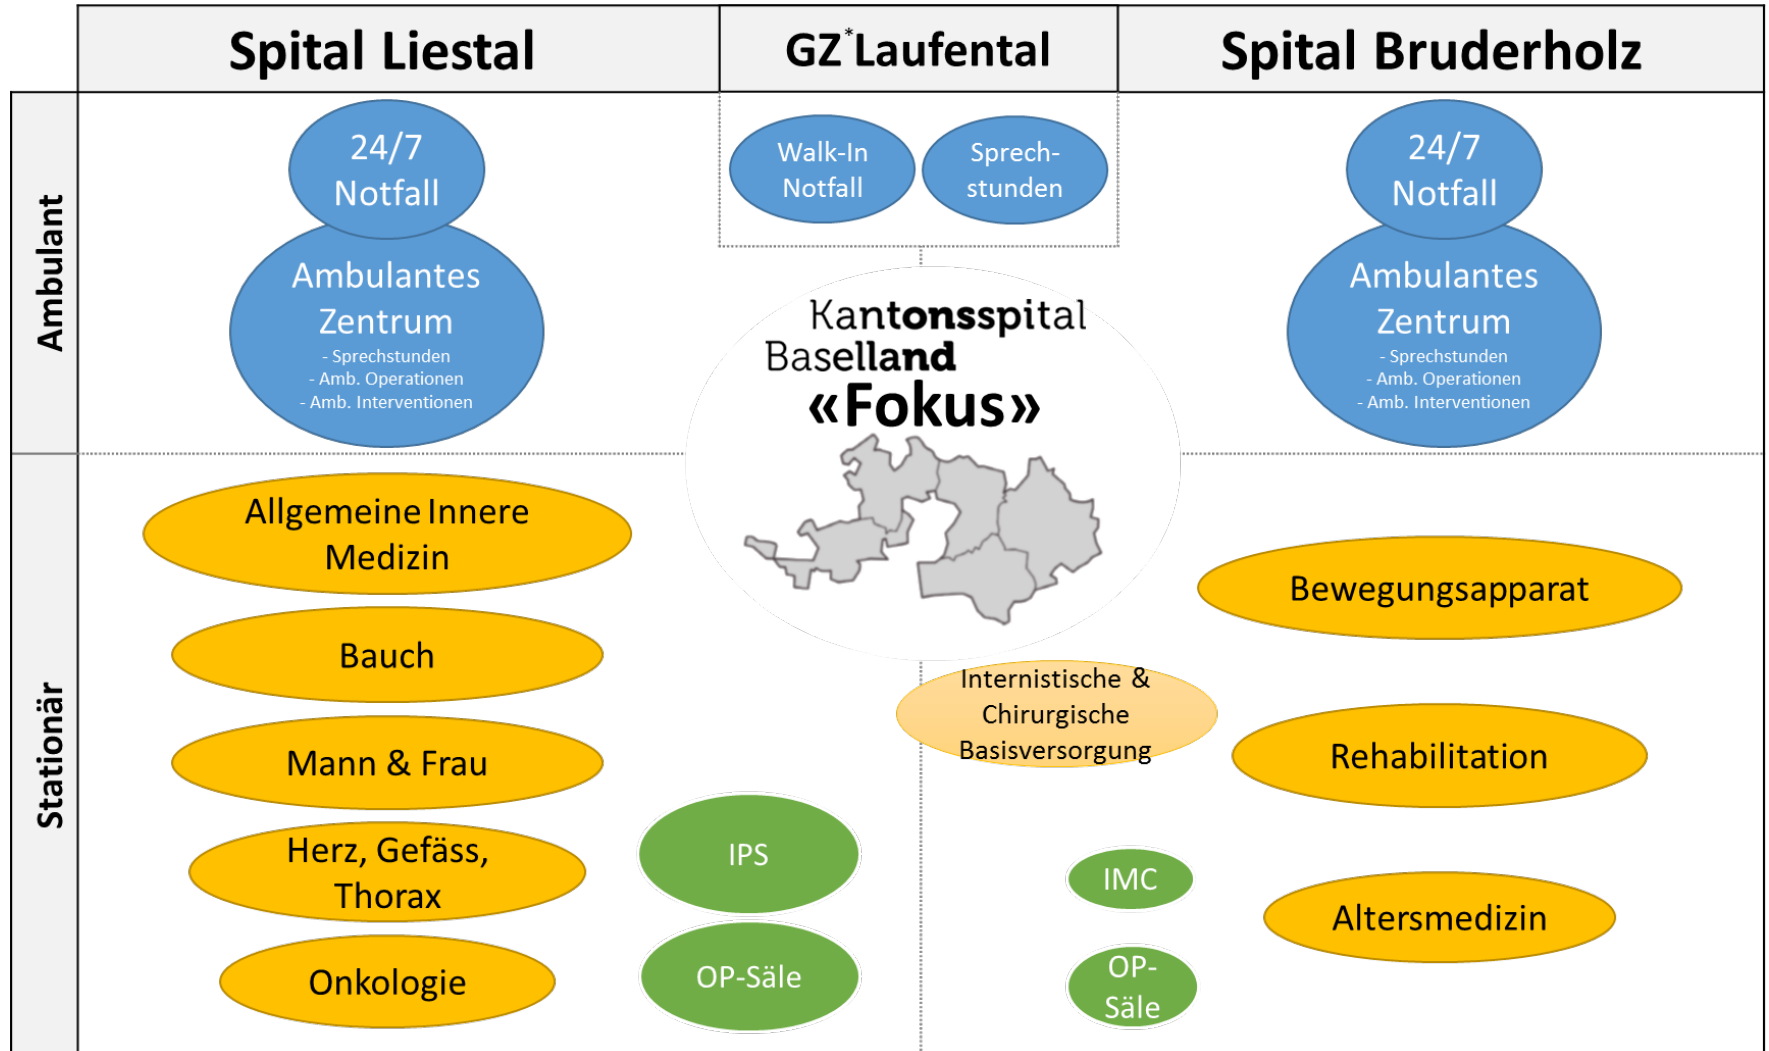 Spital Liestal
GZ*Laufental
Spital Bruderholz
Ambulant
24/7
Notfall
Ambulantes
Zentrum
- Sprechstunden
- Amb. Operationen
- Amb. Interventionen
Walk-In
Notfall
Sprech-
stunden
24/7
Notfall
Ambulantes
Zentrum
- Sprechstunden
- Amb. Operationen
- Amb. Interventionen
Kantonsspital
Baselland
«Fokus»
Stationär
Allgemeine Innere
Medizin
Bauch
Mann & Frau
Herz, Gefäss,
Thorax
Onkologie
IPS
OP-Säle
Internistische &
Chirurgische
Basisversorgung
IMC
OP-
Säle
Bewegungsapparat
Rehabilitation
Altersmedizin